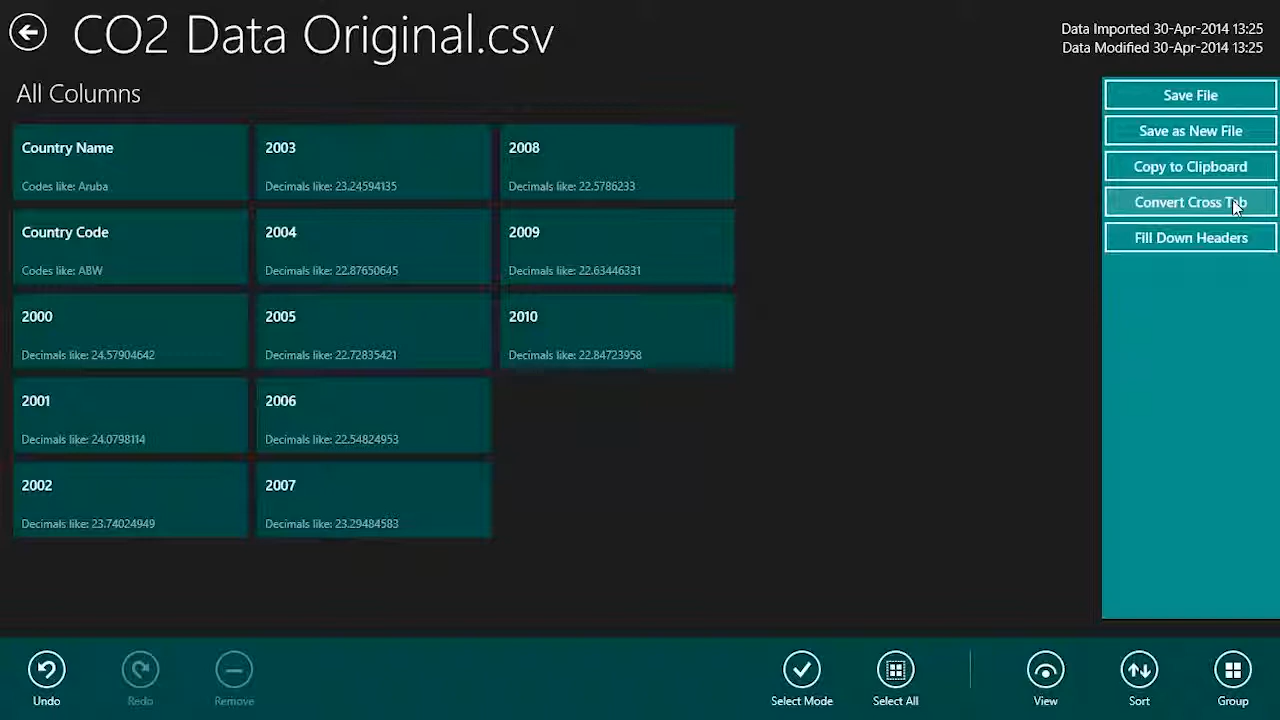 CO2 Data Original.csv
Data Imported 30-Apr-2014 13:25
Data Modified 30-Apr-2014 13:25
All Columns
Country Name
Codes like: Aruba
Country Code
Codes like: ABW
2000
Decimals like: 24.57904642
2001
Decimals like: 24.0798114
2002
Decimals like: 23.74024949
2003
Decimals like: 23.24594135
2004
Decimals like: 22.87650645
2005
Decimals like: 22.72835421
2006
Decimals like: 22.54824953
2007
Decimals like: 23.29484583
2008
Decimals like: 22.5786233
2009
Decimals like: 22.63446331
2010
Decimals like: 22.84723958
Save File
Save as New File
Copy to Clipboard
Convert Cross Tab
Fill Down Headers
Undo
Redo
Remove
Select Mode
Select All
View
Sort
Group